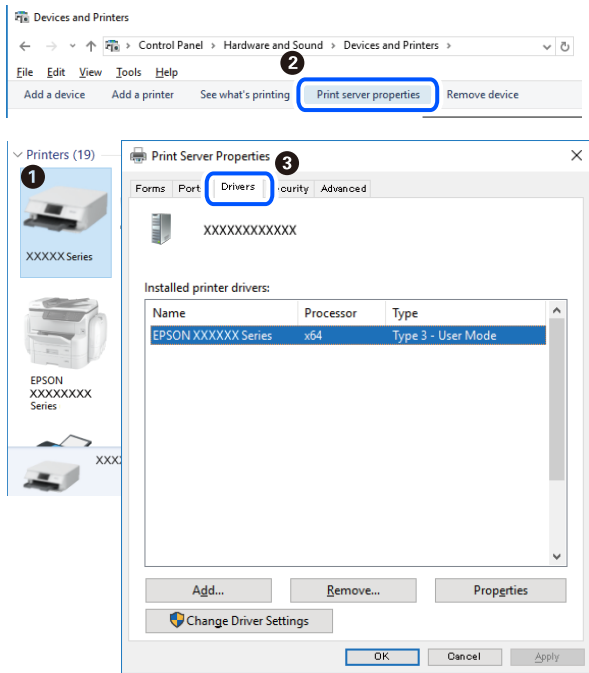 Devices and Printers
Control Panel > Hardware and Sound > Devices and Printers >
2
File Edit View Tools Help
Add a device Add a printer See what's printing Print server properties Remove device
Printers (19)
1
XXXXX Series
EPSON
XXXXXXXX
Series
XXX
Print Server Properties
3
Forms Port Drivers curity Advanced
XXXXXXXXXXXX
Installed printer drivers:
Name Processor Type
EPSON XXXXXX Series x64 Type 3 - User Mode
Add... Remove... Properties
Change Driver Settings
OK Cancel Apply